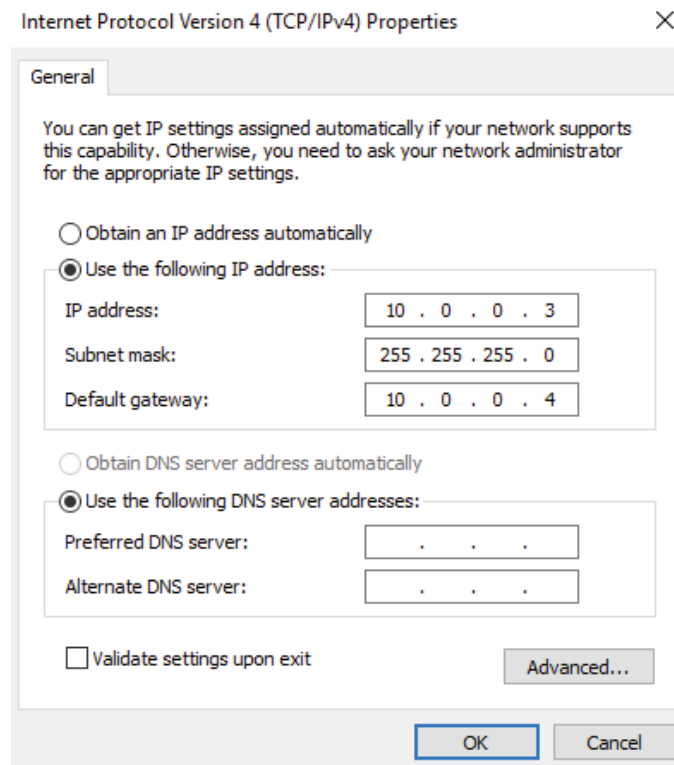 Internet Protocol Version 4 (TCP/IPv4) Properties
General
You can get IP settings assigned automatically if your network supports
this capability. Otherwise, you need to ask your network administrator
for the appropriate IP settings.
Obtain an IP address automatically
Use the following IP address:
IP address: 10 . 0 . 0 . 3
Subnet mask: 255 . 255 . 255 . 0
Default gateway: 10 . 0 . 0 . 4
Obtain DNS server address automatically
Use the following DNS server addresses:
Preferred DNS server: . . .
Alternate DNS server: . . .
Validate settings upon exit
Advanced...
OK Cancel